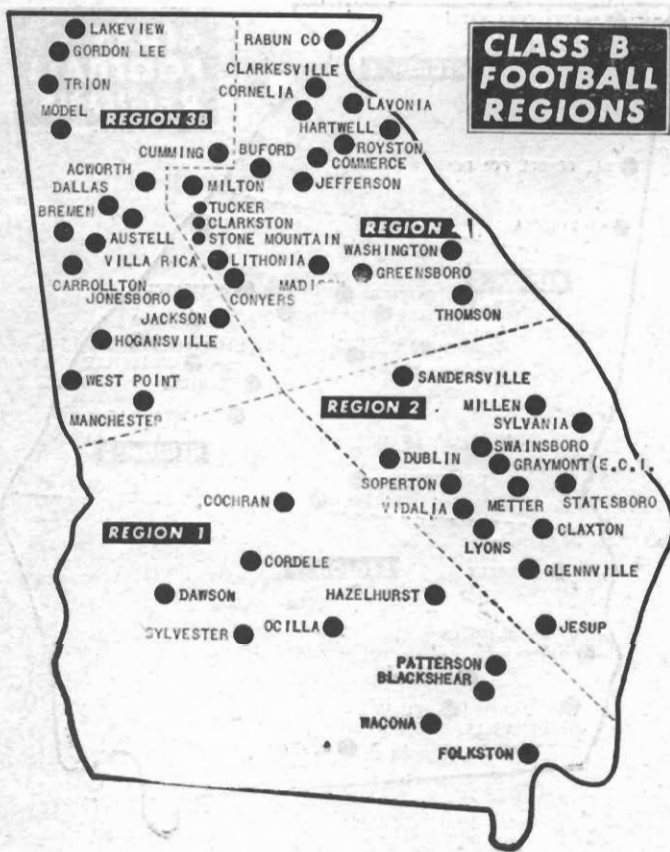 CLASS B
FOOTBALL
REGIONS
LAKEVIEW
GORDON LEE
TRION
MODEL
REGION 3B
RABUN CO
CLARKESVILLE
CORNELIA
LAVONIA
HARTWELL
ROYSTON
CUMMING
BUFORD
COMMERCE
JEFFERSON
ACWORTH
DALLAS
MILTON
BREMEN
TUCKER
CLARKSTON
STONE MOUNTAIN
AUSTELL
VILLA RICA
REGION 4
WASHINGTON
LITHONIA
GREENSBORO
CARROLLTON
MADISON
CONYERS
JONESBORO
THOMSON
JACKSON
HOGANSVILLE
WEST POINT
MANCHESTER
SANDERSVILLE
REGION 2
MILLEN
SYLVANIA
SWAINSBORO
DUBLIN
GRAYMONT(E.C.I.
SOPERTON
METTER
STATESBORO
COCHRAN
VIDALIA
LYONS
CLAXTON
REGION 1
CORDELE
GLENNVILLE
DAWSON
HAZELHURST
SYLVESTER
OCILLA
JESUP
PATTERSON
BLACKSHEAR
WACONA
FOLKSTON